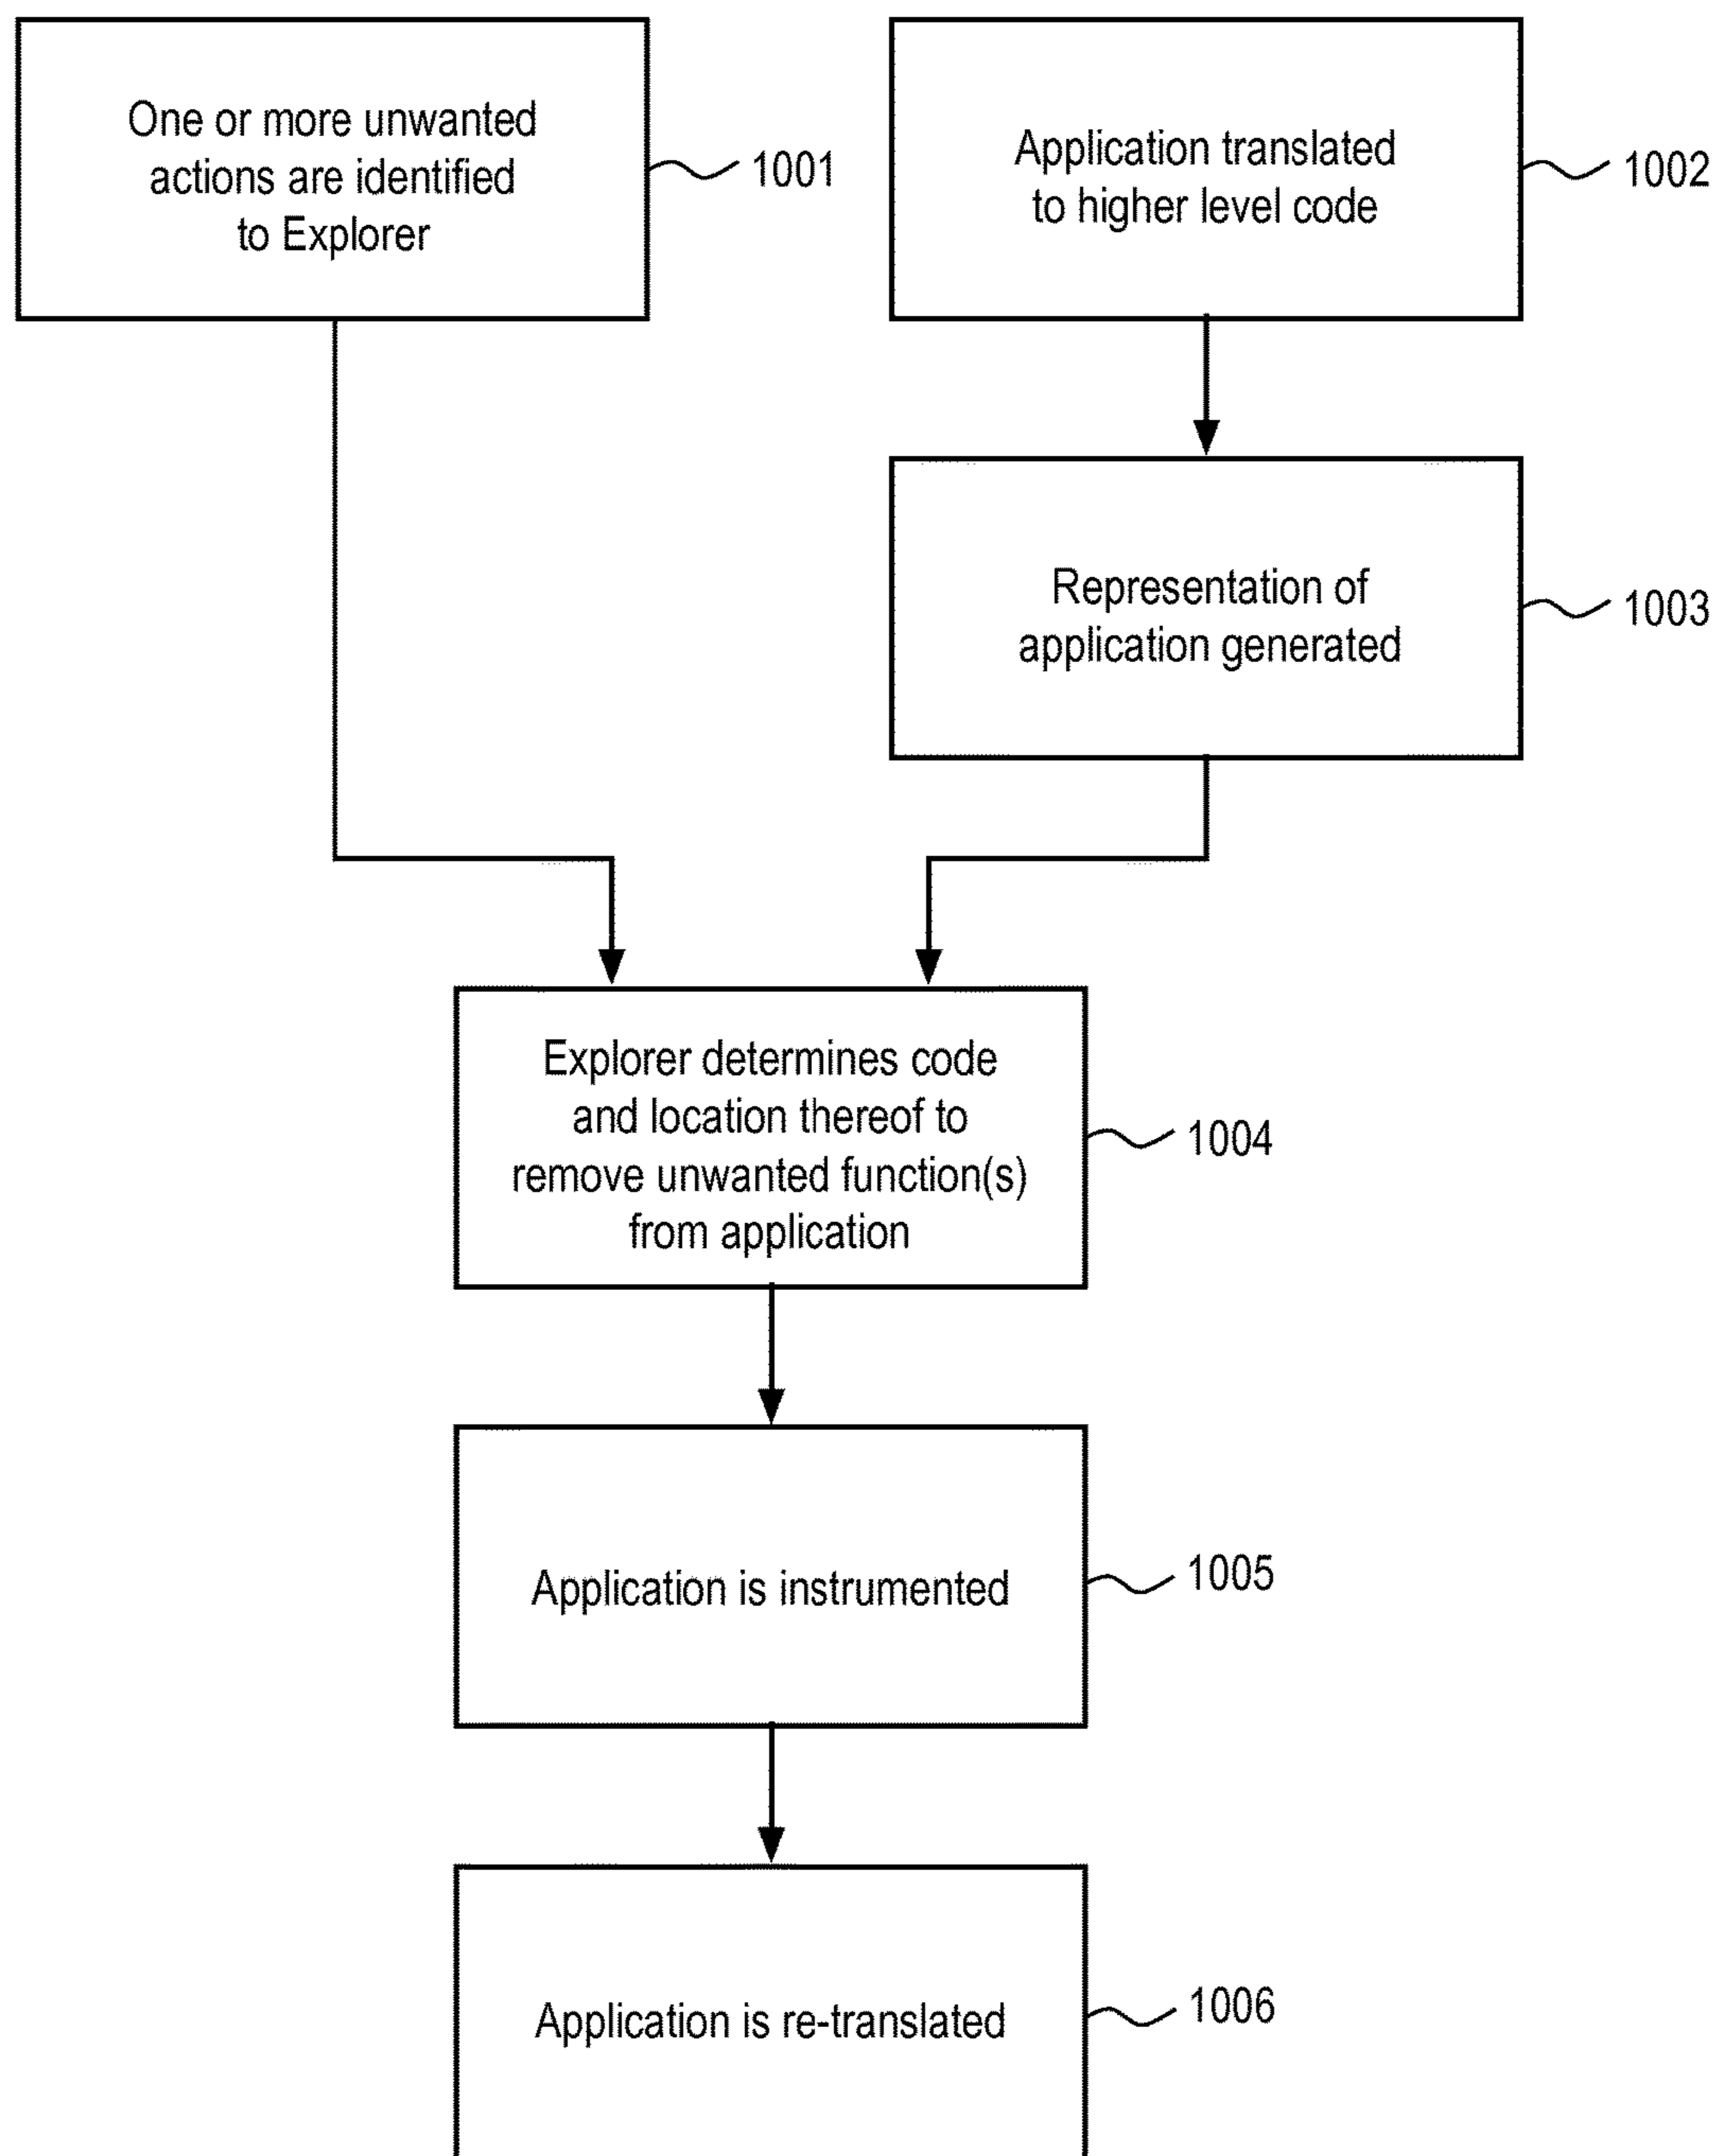 One or more unwanted
actions are identified
to Explorer
1001
Application translated
to higher level code
1002
Representation of
application generated
1003
Explorer determines code
and location thereof to
remove unwanted function(s)
from application
1004
Application is instrumented
1005
Application is re-translated
1006